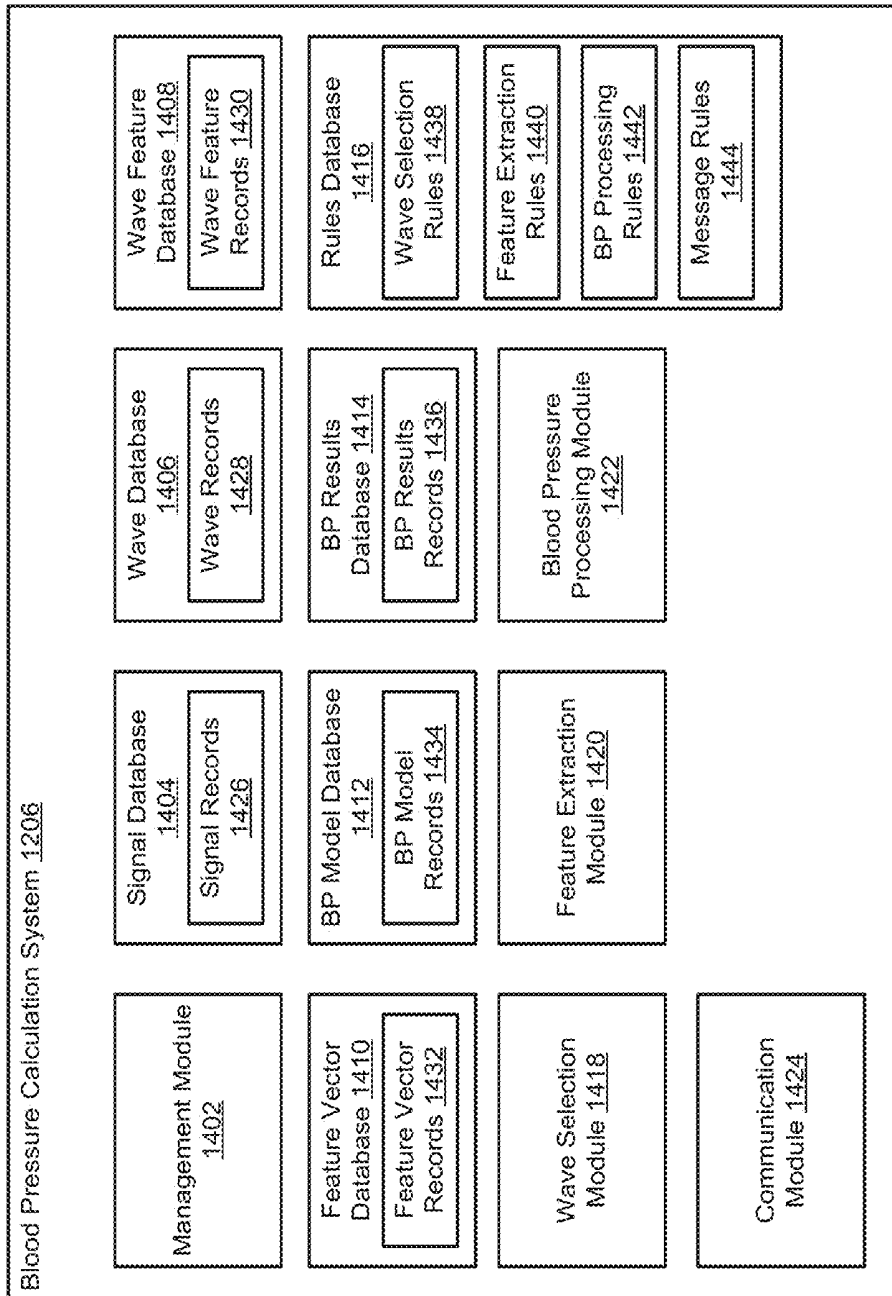 Blood Pressure Calculation System 1206
Management Module
1402
Signal Database
1404
Signal Records
1426
Wave Database
1406
Wave Records
1428
Wave Feature
Database 1408
Wave Feature
Records 1430
Feature Vector
Database 1410
Feature Vector
Records 1432
BP Model Database
1412
BP Model
Records 1434
BP Results
Database 1414
BP Results
Records 1436
Rules Database
1416
Wave Selection
Rules 1438
Feature Extraction
Rules 1440
BP Processing
Rules 1442
Message Rules
1444
Wave Selection
Module 1418
Feature Extraction
Module 1420
Blood Pressure
Processing Module
1422
Communication
Module 1424